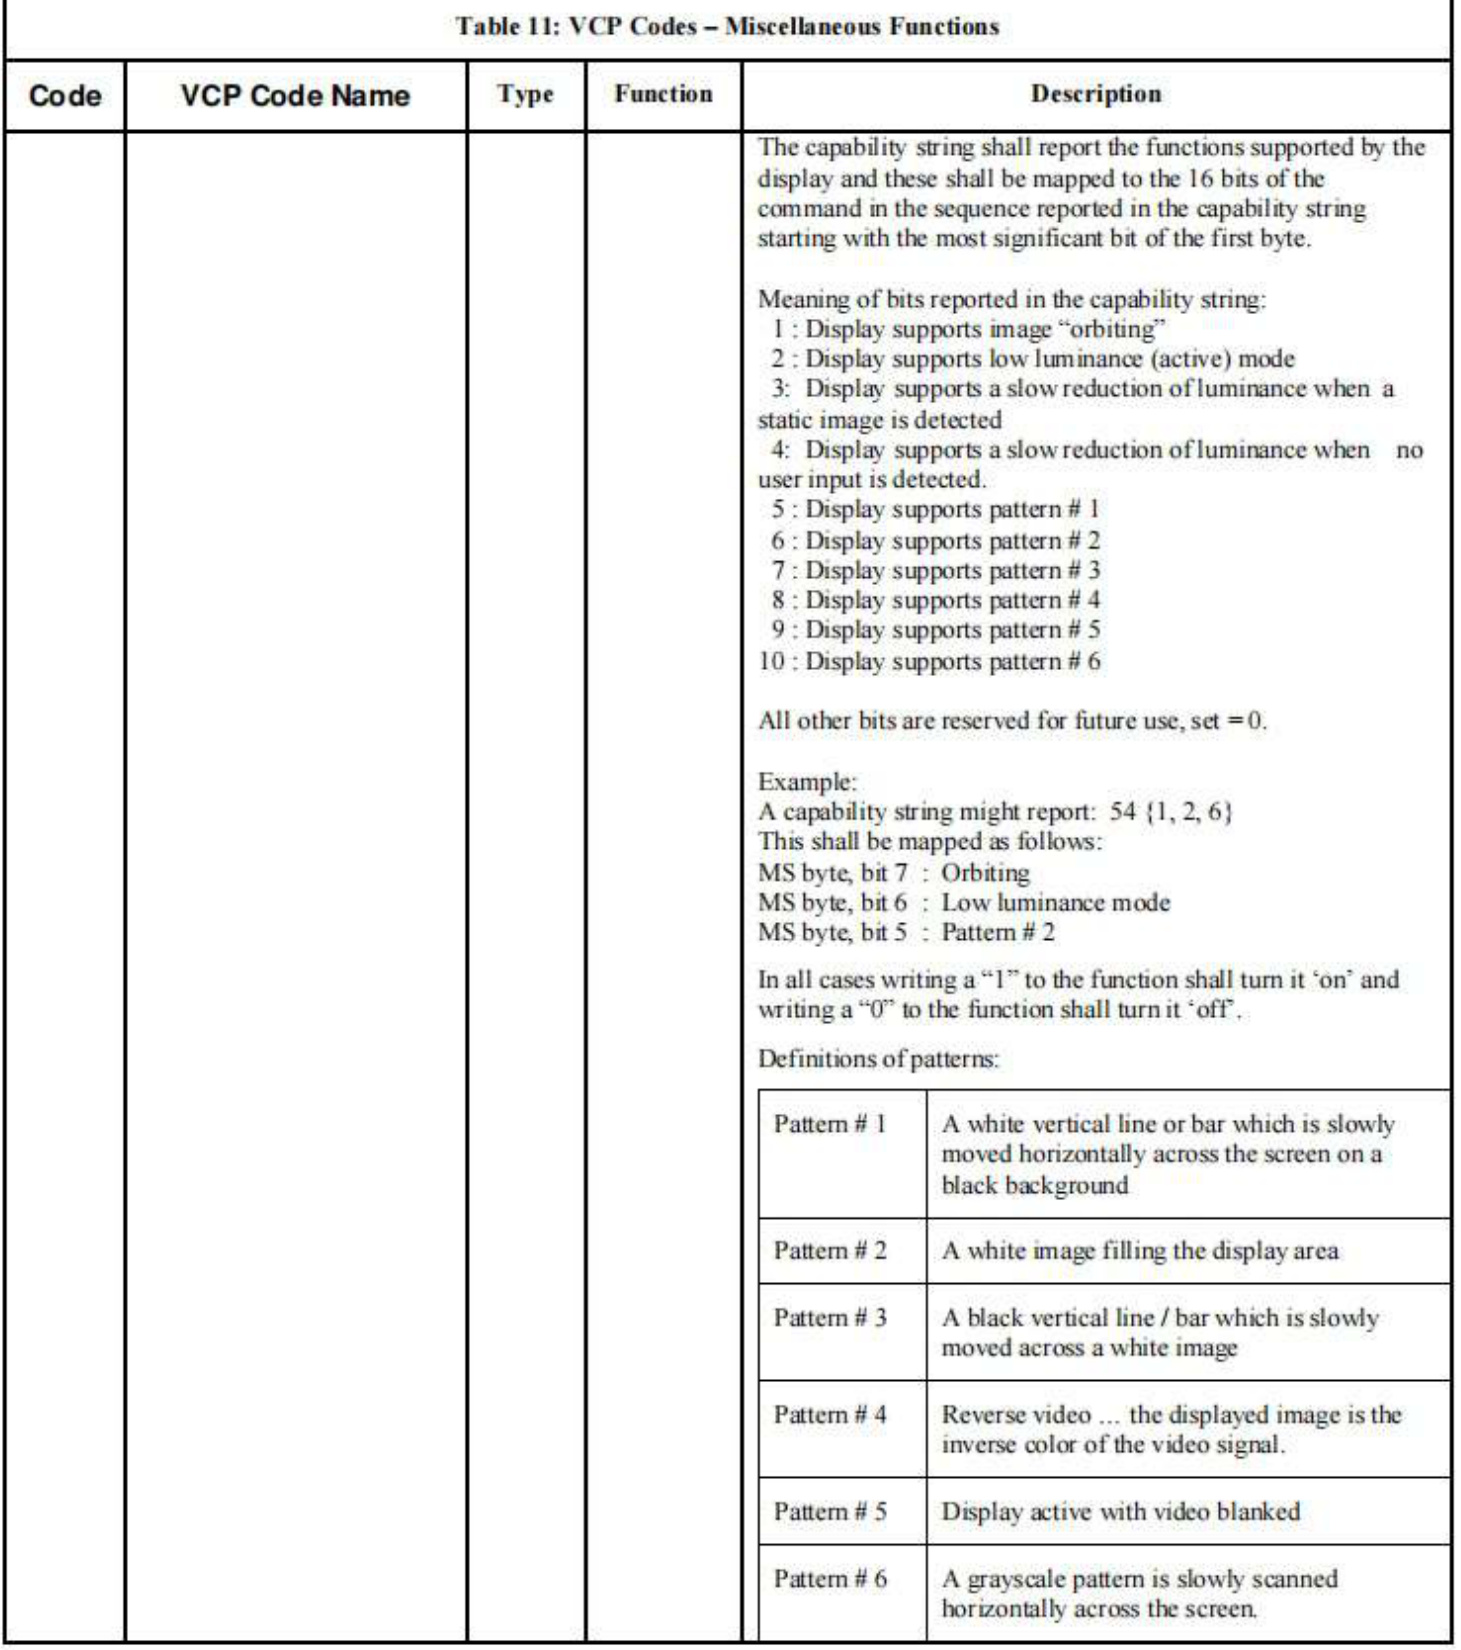 Table 11: VCP Codes – Miscellaneous Functions
Code VCP Code Name Type Function Description
The capability string shall report the functions supported by the
display and these shall be mapped to the 16 bits of the
command in the sequence reported in the capability string
starting with the most significant bit of the first byte.
Meaning of bits reported in the capability string:
1 : Display supports image “orbiting”
2 : Display supports low luminance (active) mode
3: Display supports a slow reduction of luminance when a
static image is detected
4: Display supports a slow reduction of luminance when no
user input is detected.
5 : Display supports pattern # 1
6 : Display supports pattern # 2
7 : Display supports pattern # 3
8 : Display supports pattern # 4
9 : Display supports pattern # 5
10 : Display supports pattern # 6
All other bits are reserved for future use, set = 0.
Example:
A capability string might report: 54 {1, 2, 6}
This shall be mapped as follows:
MS byte, bit 7 : Orbiting
MS byte, bit 6 : Low luminance mode
MS byte, bit 5 : Pattern # 2
In all cases writing a “1” to the function shall turn it ‘on’ and
writing a “0” to the function shall turn it ‘off’.
Definitions of patterns:
Pattern # 1 A white vertical line or bar which is slowly
moved horizontally across the screen on a
black background
Pattern # 2 A white image filling the display area
Pattern # 3 A black vertical line / bar which is slowly
moved across a white image
Pattern # 4 Reverse video ... the displayed image is the
inverse color of the video signal.
Pattern # 5 Display active with video blanked
Pattern # 6 A grayscale pattern is slowly scanned
horizontally across the screen.